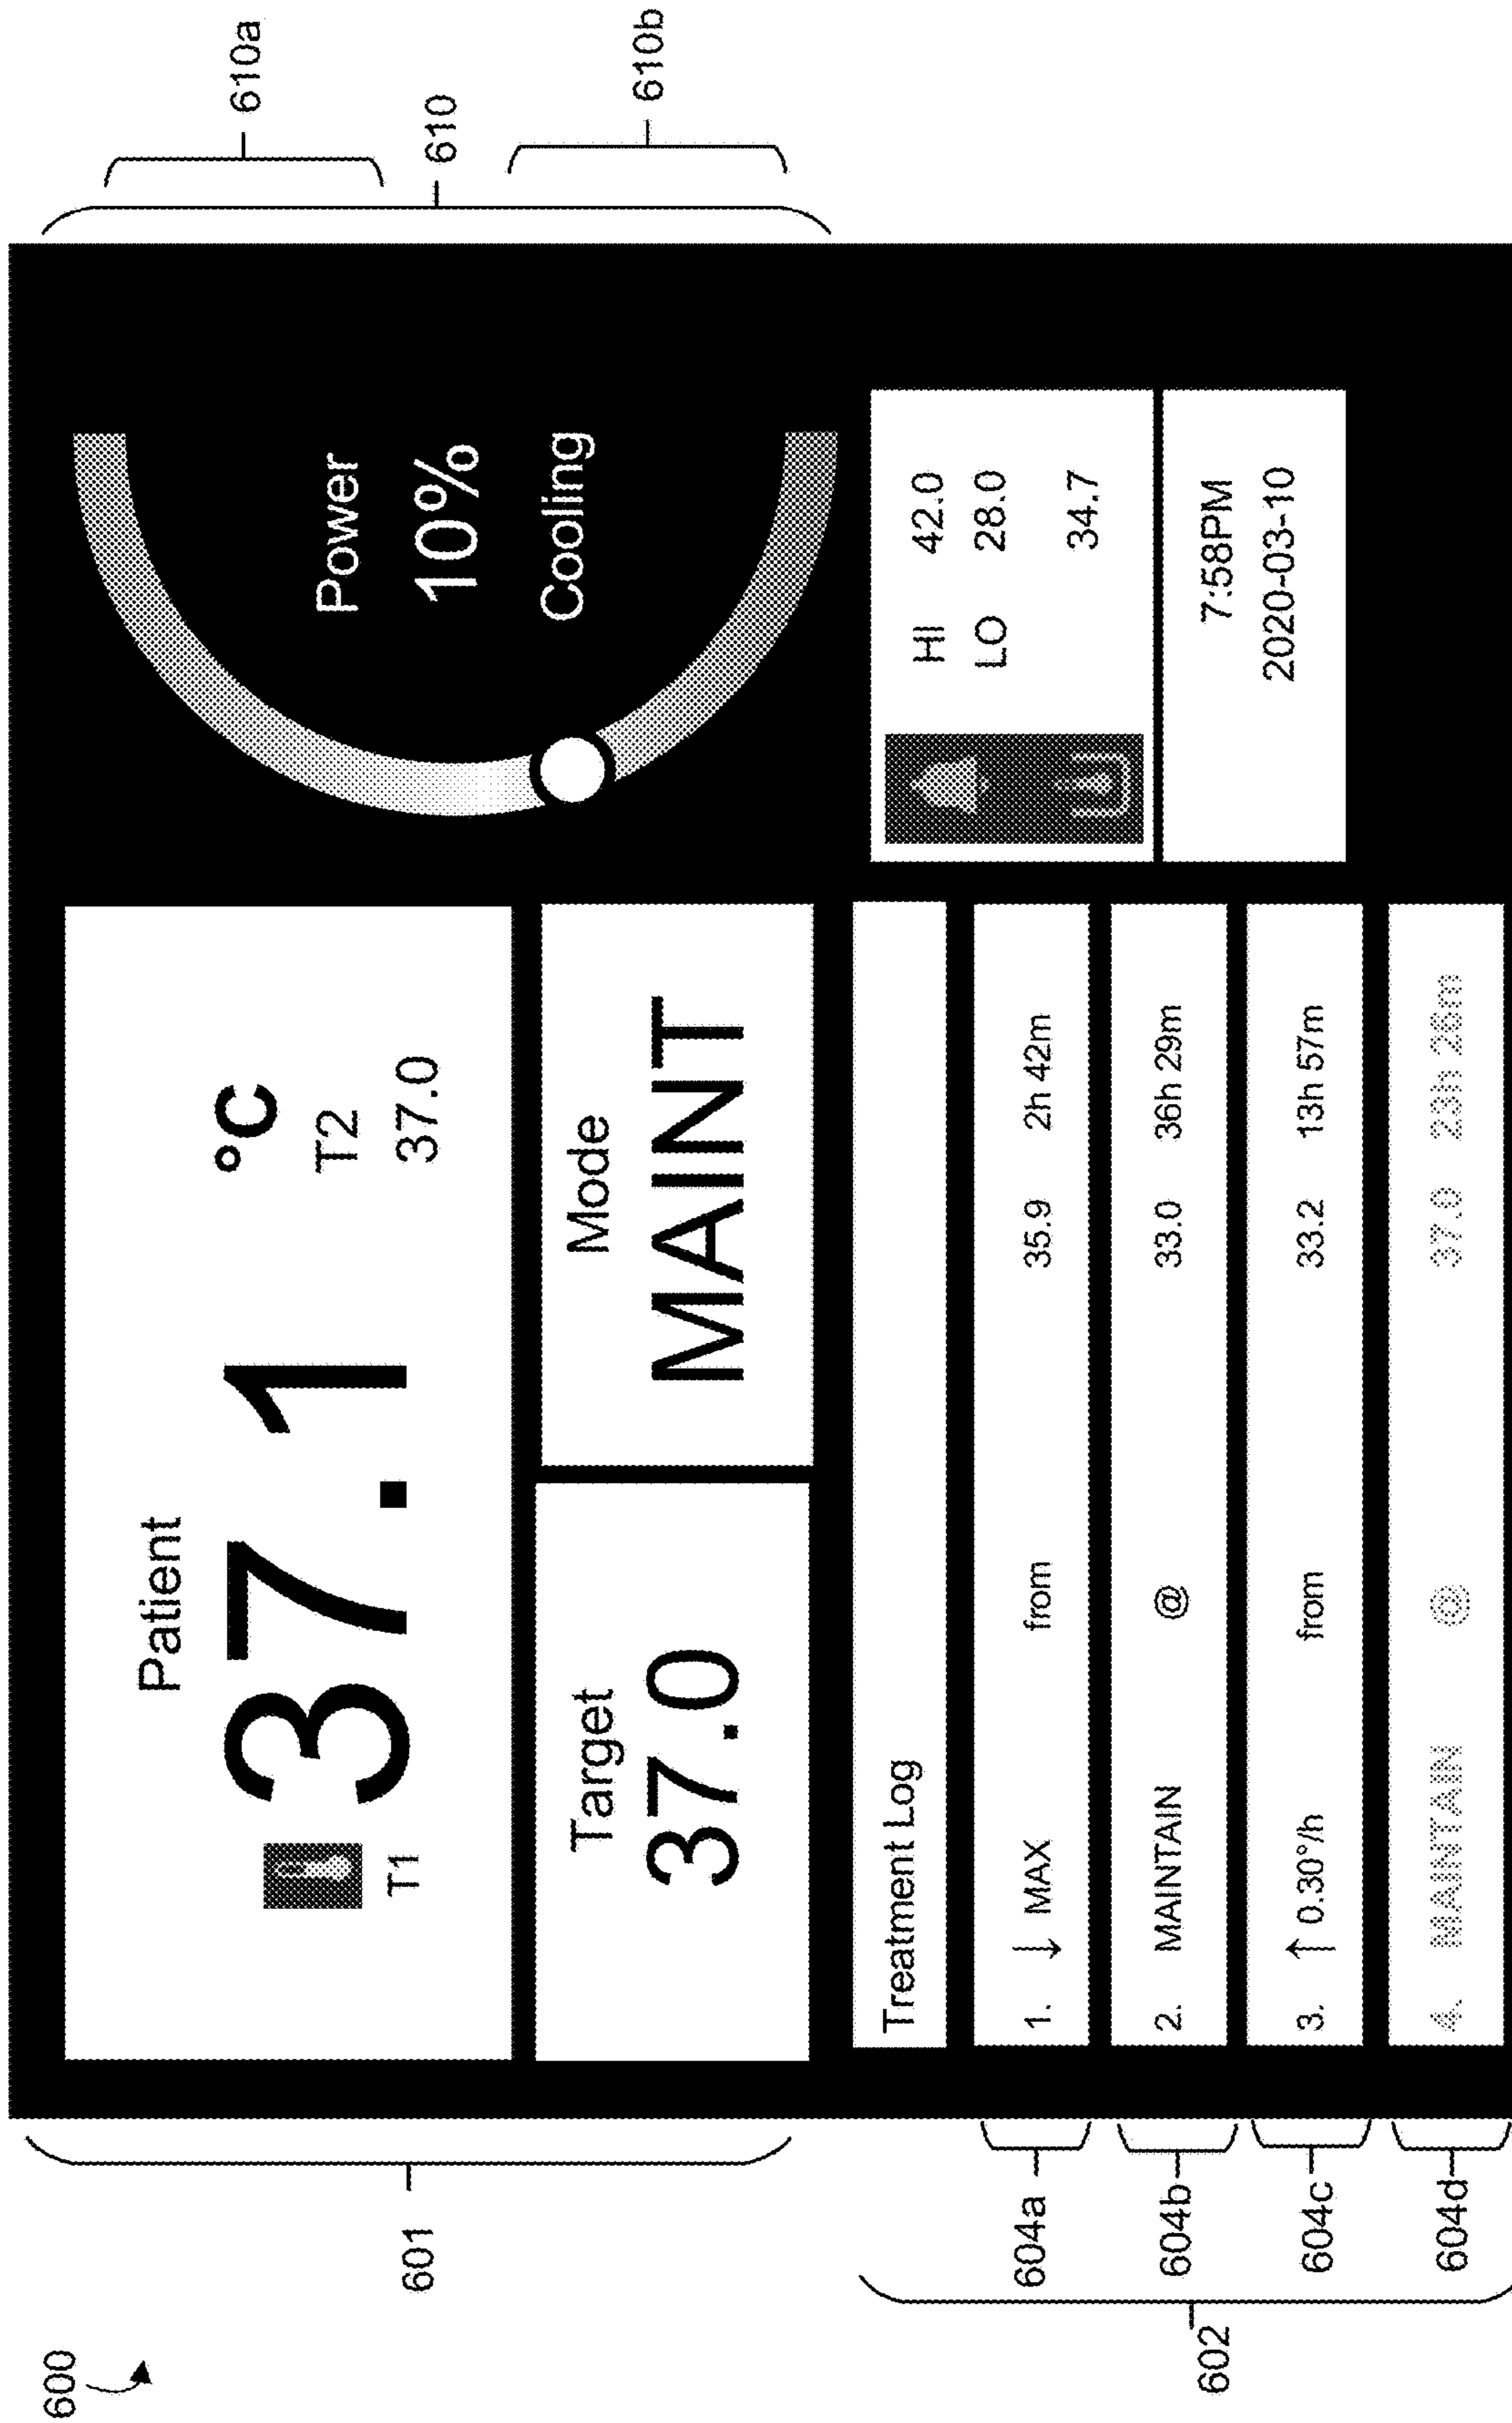 600
601
Patient
T1
37.1
°C
T2
37.0
Target
37.0
Mode
MAINT
Power
10%
Cooling
610a
610
610b
602
Treatment Log
604a
1. ↓ MAX from 35.9 2h 42m
604b
2. MAINTAIN @ 33.0 36h 29m
604c
3. ↑ 0.30°/h from 33.2 13h 57m
604d
4. MAINTAIN @ 37.0 23h 26m
HI 42.0
LO 28.0
34.7
7:58PM
2020-03-10